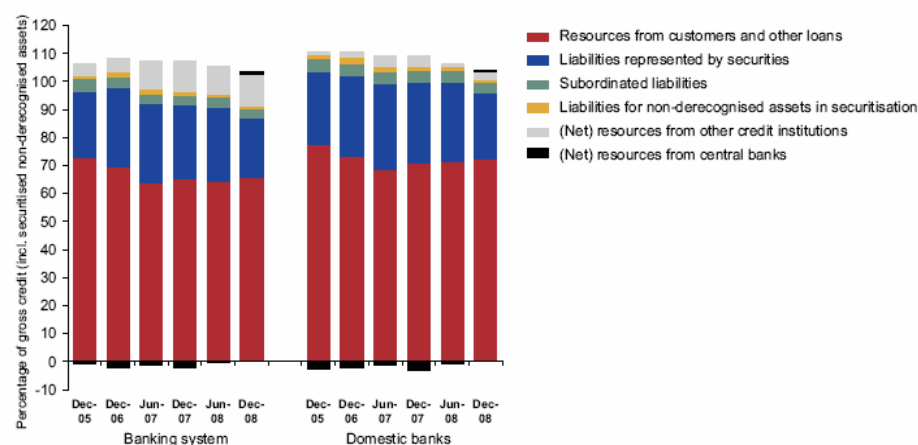 Percentage of gross credit (incl. securitised non-derecognised assets)
120
110
100
90
80
70
60
50
40
30
20
10
0
-10
Dec-05 Dec-06 Jun-07 Dec-07 Jun-08 Dec-08
Banking system
Dec-05 Dec-06 Jun-07 Dec-07 Jun-08 Dec-08
Domestic banks
Resources from customers and other loans
Liabilities represented by securities
Subordinated liabilities
Liabilities for non-derecognised assets in securitisation
(Net) resources from other credit institutions
(Net) resources from central banks